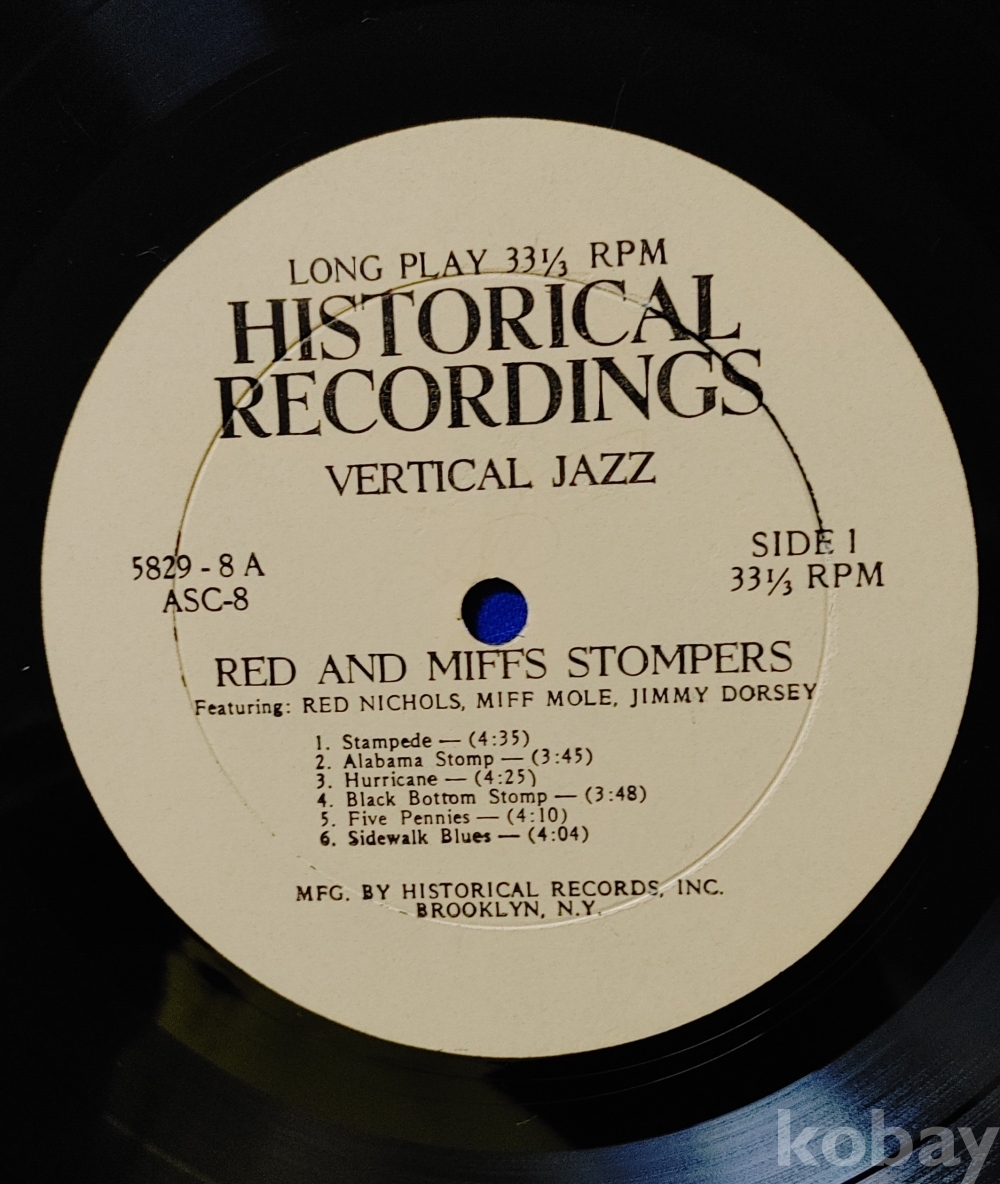 LONG PLAY 33⅓ RPM
HISTORICAL
RECORDINGS
VERTICAL JAZZ
5829 - 8 A
ASC-8
SIDE 1
33⅓ RPM
RED AND MIFFS STOMPERS
Featuring: RED NICHOLS, MIFF MOLE, JIMMY DORSEY
1. Stampede — (4:35)
2. Alabama Stomp — (3:45)
3. Hurricane — (4:25)
4. Black Bottom Stomp — (3:48)
5. Five Pennies — (4:10)
6. Sidewalk Blues — (4:04)
MFG. BY HISTORICAL RECORDS, INC.
BROOKLYN, N.Y.
kobay